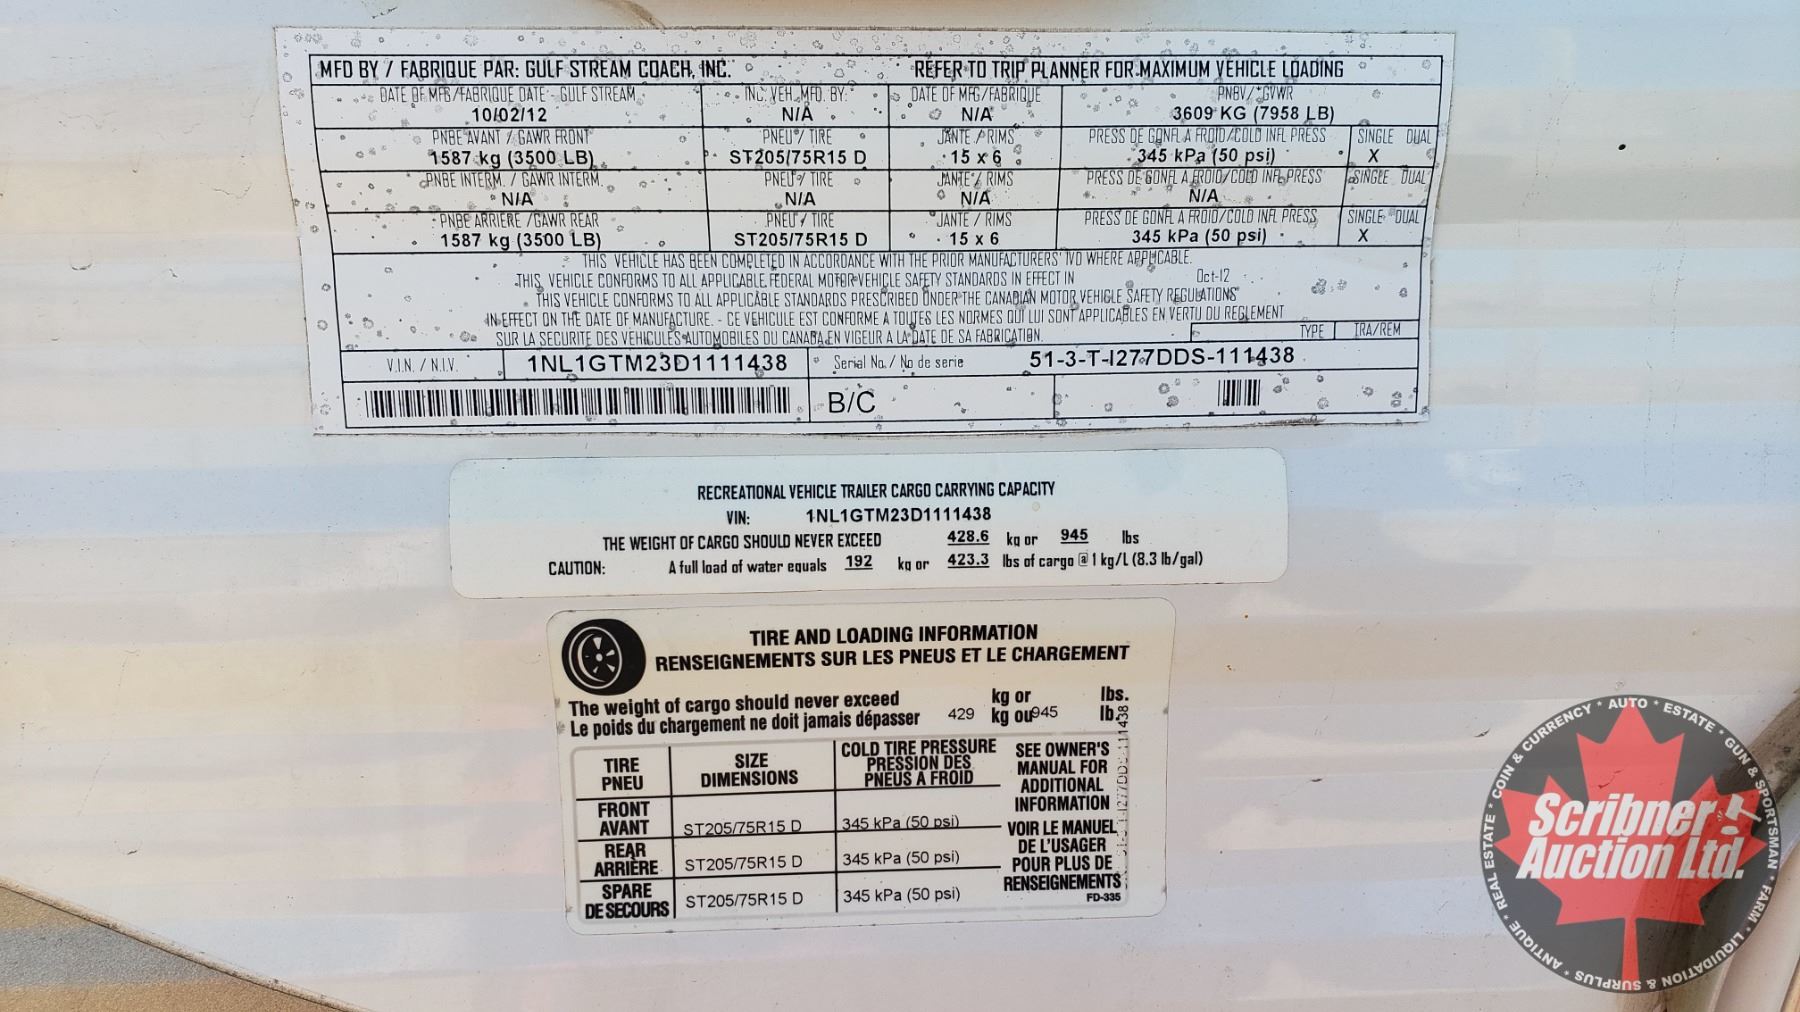 MFD BY / FABRIQUE PAR: GULF STREAM COACH, INC. REFER TO TRIP PLANNER FOR MAXIMUM VEHICLE LOADING
DATE OF MFG/FABRIQUE DATE - GULF STREAM INC. VEH. MFD. BY: DATE OF MFG/FABRIQUE PNBV/ GVWR
10/02/12 N/A N/A 3609 KG (7958 LB)
PNBE AVANT / GAWR FRONT PNEU / TIRE JANTE / RIMS PRESS DE GONFL A FROID/COLD INFL PRESS SINGLE DUAL
1587 kg (3500 LB) ST205/75R15 D 15 x 6 345 kPa (50 psi) X
PNBE INTERM. / GAWR INTERM. PNEU / TIRE JANTE / RIMS PRESS DE GONFL A FROID/COLD INFL PRESS SINGLE DUAL
N/A N/A N/A N/A
PNBE ARRIERE / GAWR REAR PNEU / TIRE JANTE / RIMS PRESS DE GONFL A FROID/COLD INFL PRESS SINGLE DUAL
1587 kg (3500 LB) ST205/75R15 D 15 x 6 345 kPa (50 psi) X
THIS VEHICLE HAS BEEN COMPLETED IN ACCORDANCE WITH THE PRIOR MANUFACTURERS' IVD WHERE APPLICABLE.
THIS VEHICLE CONFORMS TO ALL APPLICABLE FEDERAL MOTOR VEHICLE SAFETY STANDARDS IN EFFECT IN Oct-12
THIS VEHICLE CONFORMS TO ALL APPLICABLE STANDARDS PRESCRIBED UNDER THE CANADIAN MOTOR VEHICLE SAFETY REGULATIONS
IN EFFECT ON THE DATE OF MANUFACTURE. - CE VEHICULE EST CONFORME A TOUTES LES NORMES QUI LUI SONT APPLICABLES EN VERTU DU REGLEMENT
SUR LA SECURITE DES VEHICULES AUTOMOBILES DU CANADA EN VIGEUR A LA DATE DE SA FABRICATION. TYPE TRA/REM
V.I.N. / N.I.V. 1NL1GTM23D1111438 Serial No. / No de serie 51-3-T-I277DDS-111438
B/C
RECREATIONAL VEHICLE TRAILER CARGO CARRYING CAPACITY
VIN: 1NL1GTM23D1111438
THE WEIGHT OF CARGO SHOULD NEVER EXCEED 428.6 kg or 945 lbs
CAUTION: A full load of water equals 192 kg or 423.3 lbs of cargo @ 1 kg/L (8.3 lb/gal)
TIRE AND LOADING INFORMATION
RENSEIGNEMENTS SUR LES PNEUS ET LE CHARGEMENT
The weight of cargo should never exceed kg or lbs.
Le poids du chargement ne doit jamais dépasser 429 kg ou 945 lb.
TIRE PNEU SIZE DIMENSIONS COLD TIRE PRESSURE PRESSION DES PNEUS A FROID
FRONT AVANT ST205/75R15 D 345 kPa (50 psi)
REAR ARRIÈRE ST205/75R15 D 345 kPa (50 psi)
SPARE DE SECOURS ST205/75R15 D 345 kPa (50 psi)
SEE OWNER'S
MANUAL FOR
ADDITIONAL
INFORMATION
VOIR LE MANUEL
DE L'USAGER
POUR PLUS DE
RENSEIGNEMENTS
FD-335
Scribner
Auction Ltd.
ANTIQUE * REAL ESTATE * COIN & CURRENCY * AUTO * ESTATE * GUN & SPORTSMAN * FARM * LIQUIDATION & SURPLUS *